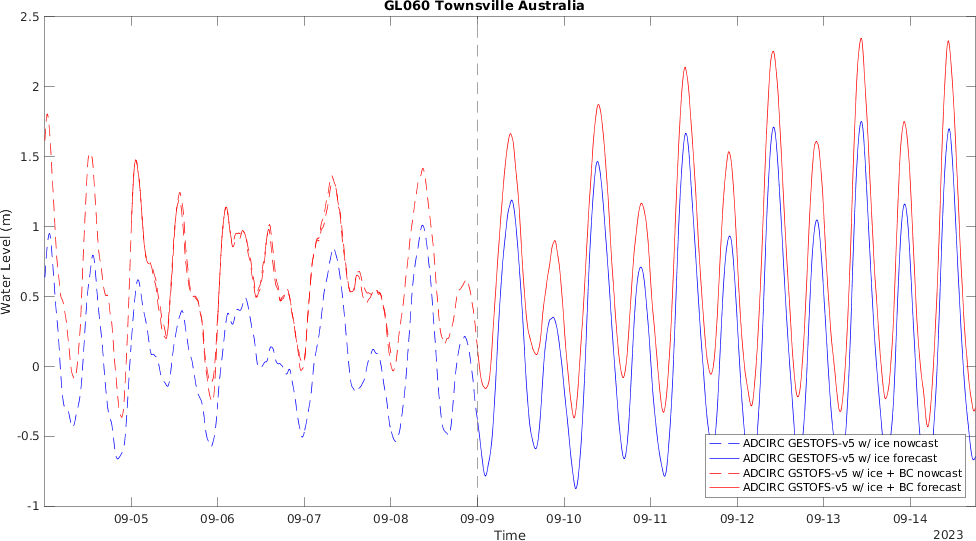 GL060 Townsville Australia
2.5
2
1.5
1
0.5
0
-0.5
-1
Water Level (m)
ADCIRC GESTOFS-v5 w/ ice nowcast
ADCIRC GESTOFS-v5 w/ ice forecast
ADCIRC GSTOFS-v5 w/ ice + BC nowcast
ADCIRC GSTOFS-v5 w/ ice + BC forecast
09-05 09-06 09-07 09-08 09-09 09-10 09-11 09-12 09-13 09-14
Time
2023